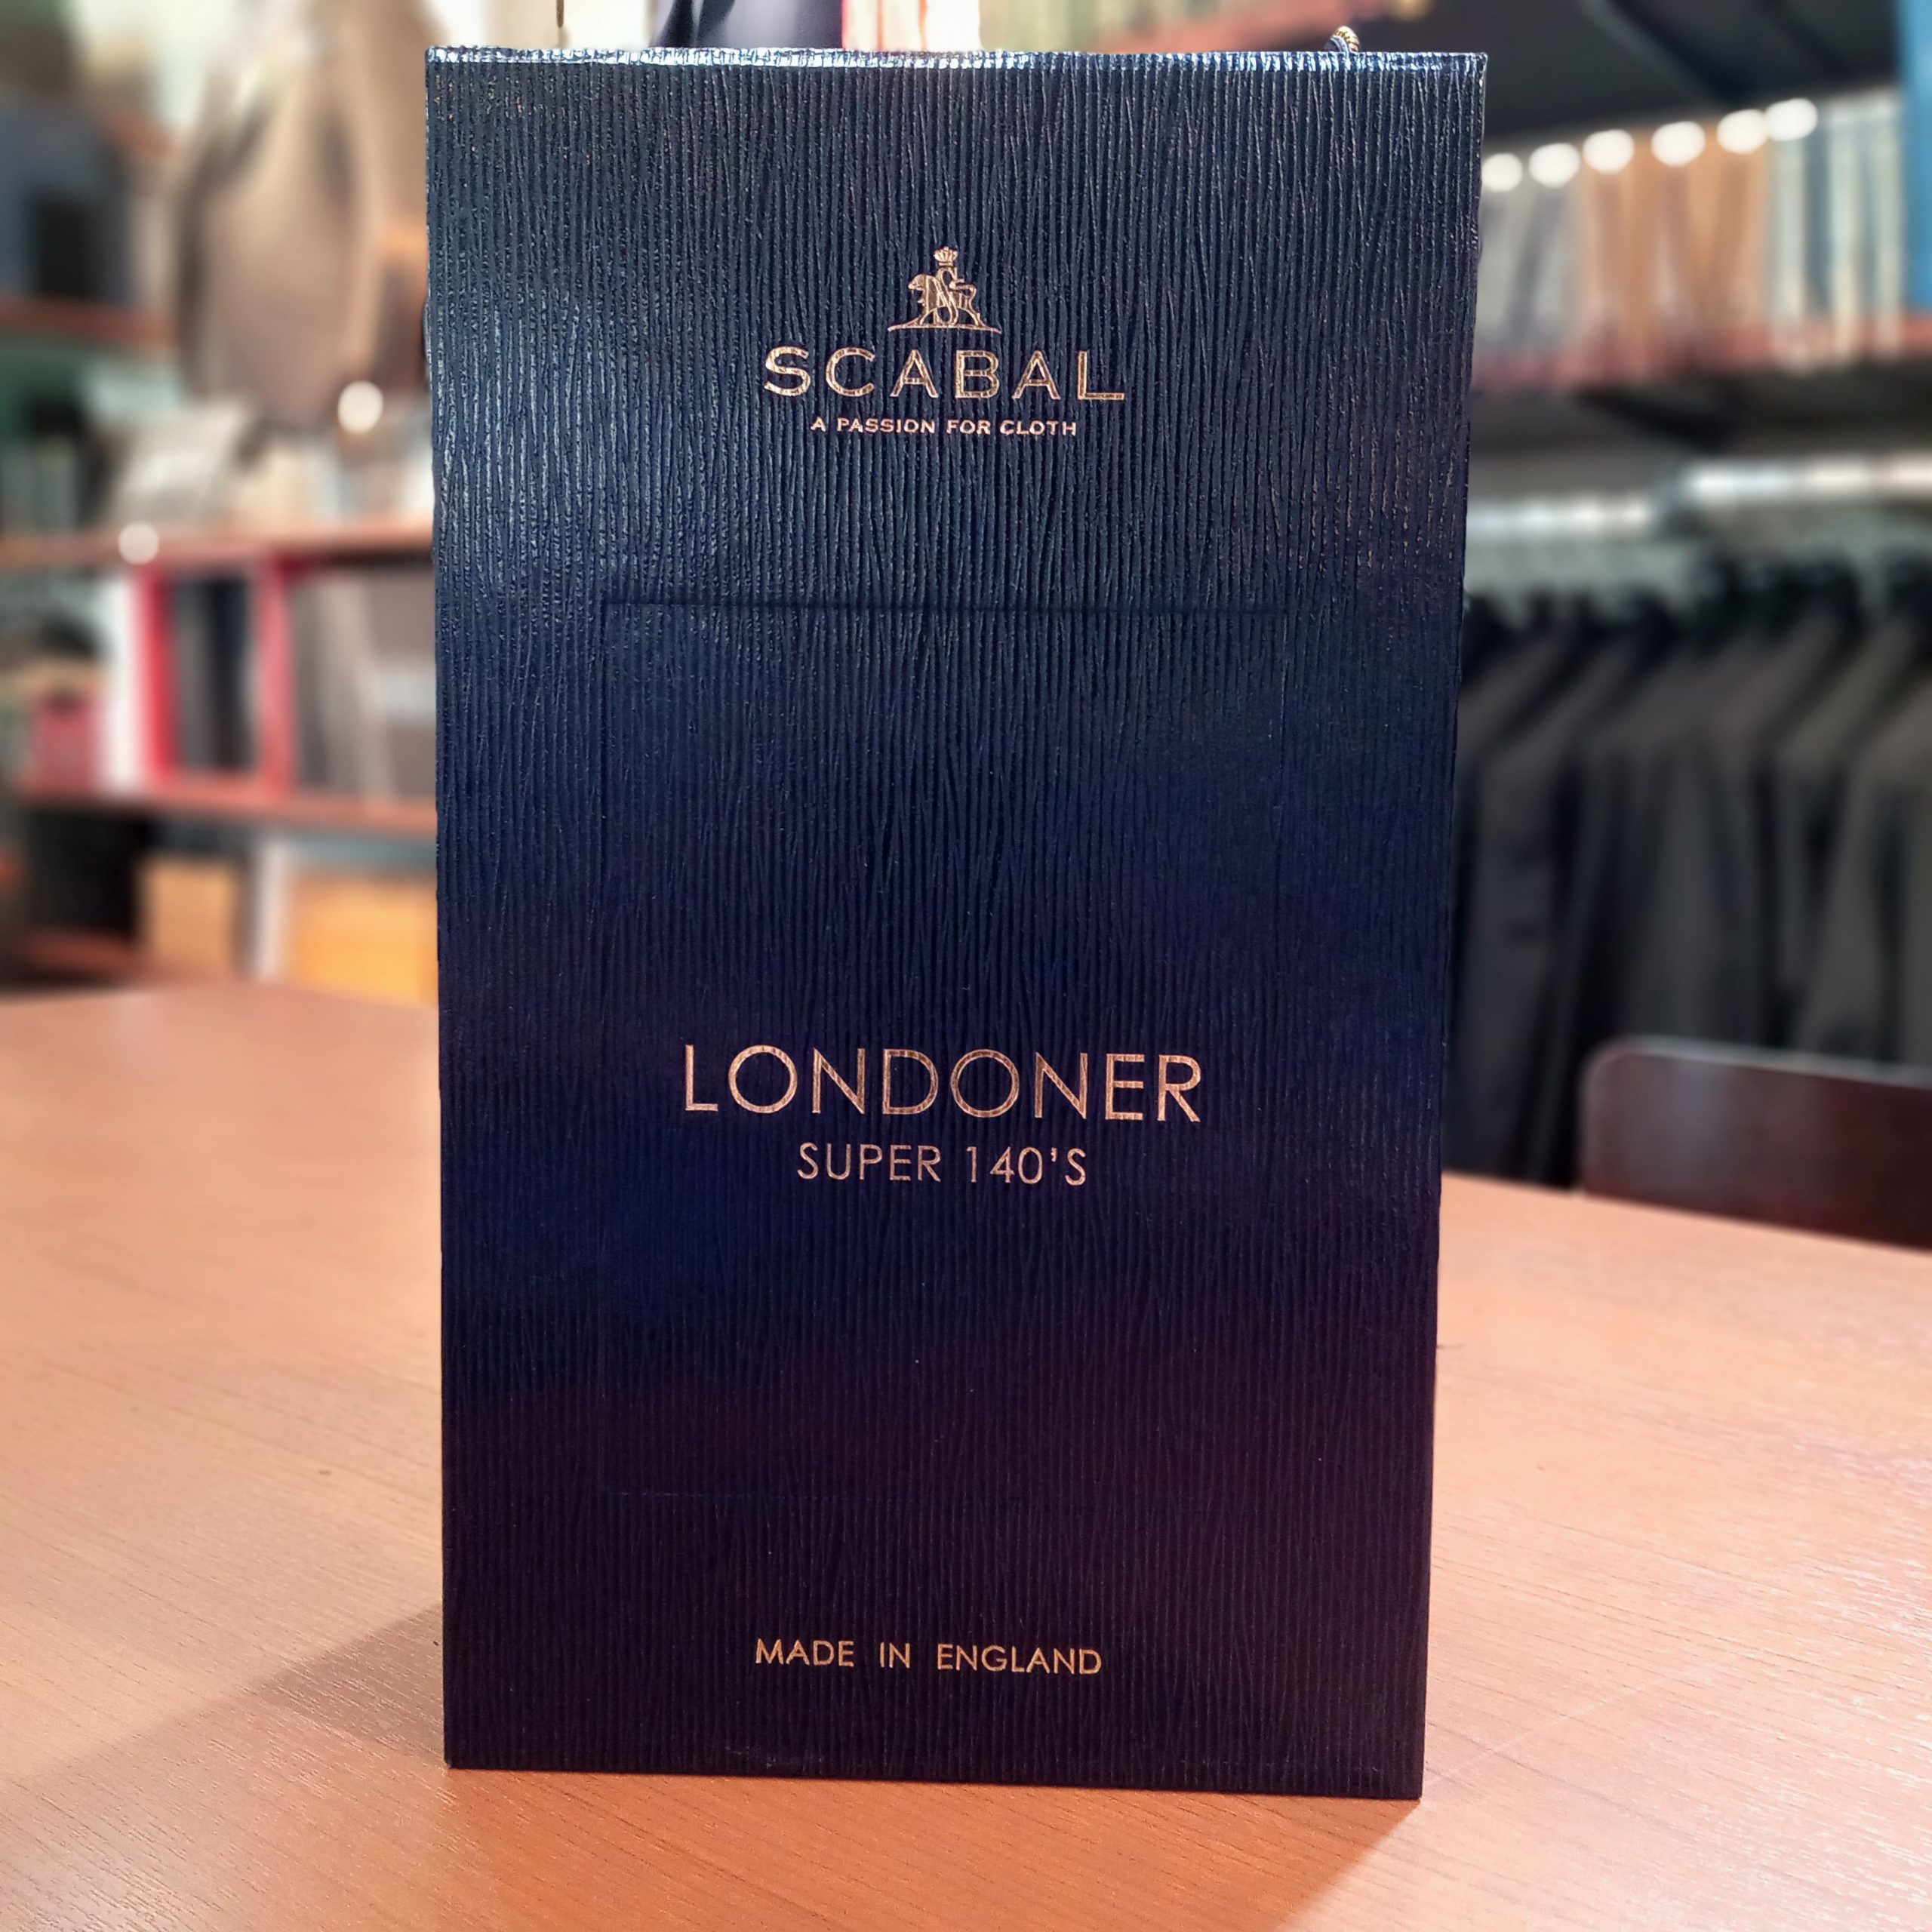 SCABAL
A PASSION FOR CLOTH
LONDONER
SUPER 140'S
MADE IN ENGLAND